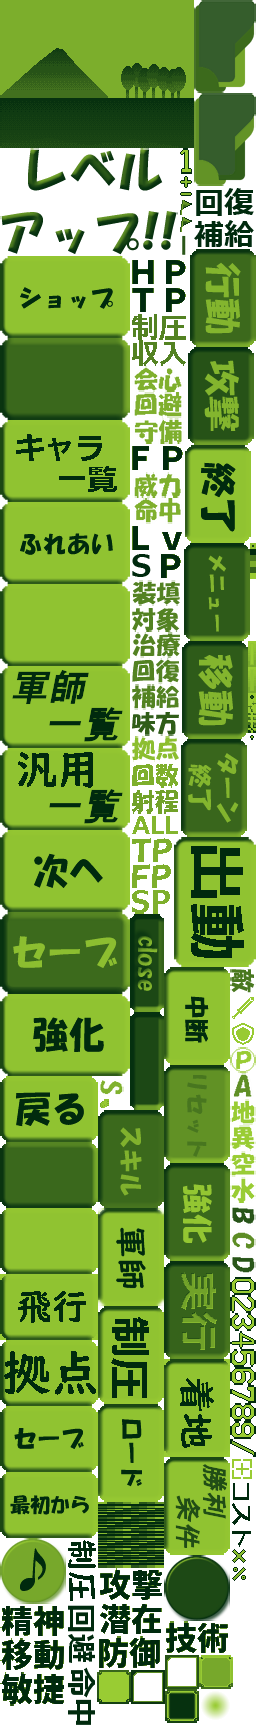 レベル
アップ!!
1
+
-
回復
補給
ショップ
キャラ
一覧
ふれあい
軍師
一覧
汎用
一覧
次へ
セーブ
強化
戻る
飛行
拠点
セーブ
最初から
HP
TP
制圧
収入
会心
回避
守備
FP
威力
命中
Lv
SP
装填
対象
治療
回復
補給
味方
拠点
回数
射程
ALL
TP
FP
SP
close
S.
スキル
軍師
制圧
ロード
行動
攻撃
終了
メニュー
移動
ターン
終了
出動
中断
リセット
強化
実行
着地
勝利
条件
敵
P
A
地
異
空
水
B
C
D
023456789/
コスト
××
♪
制圧
回避
命中
攻撃
潜在
防御
技術
精神
移動
敏捷